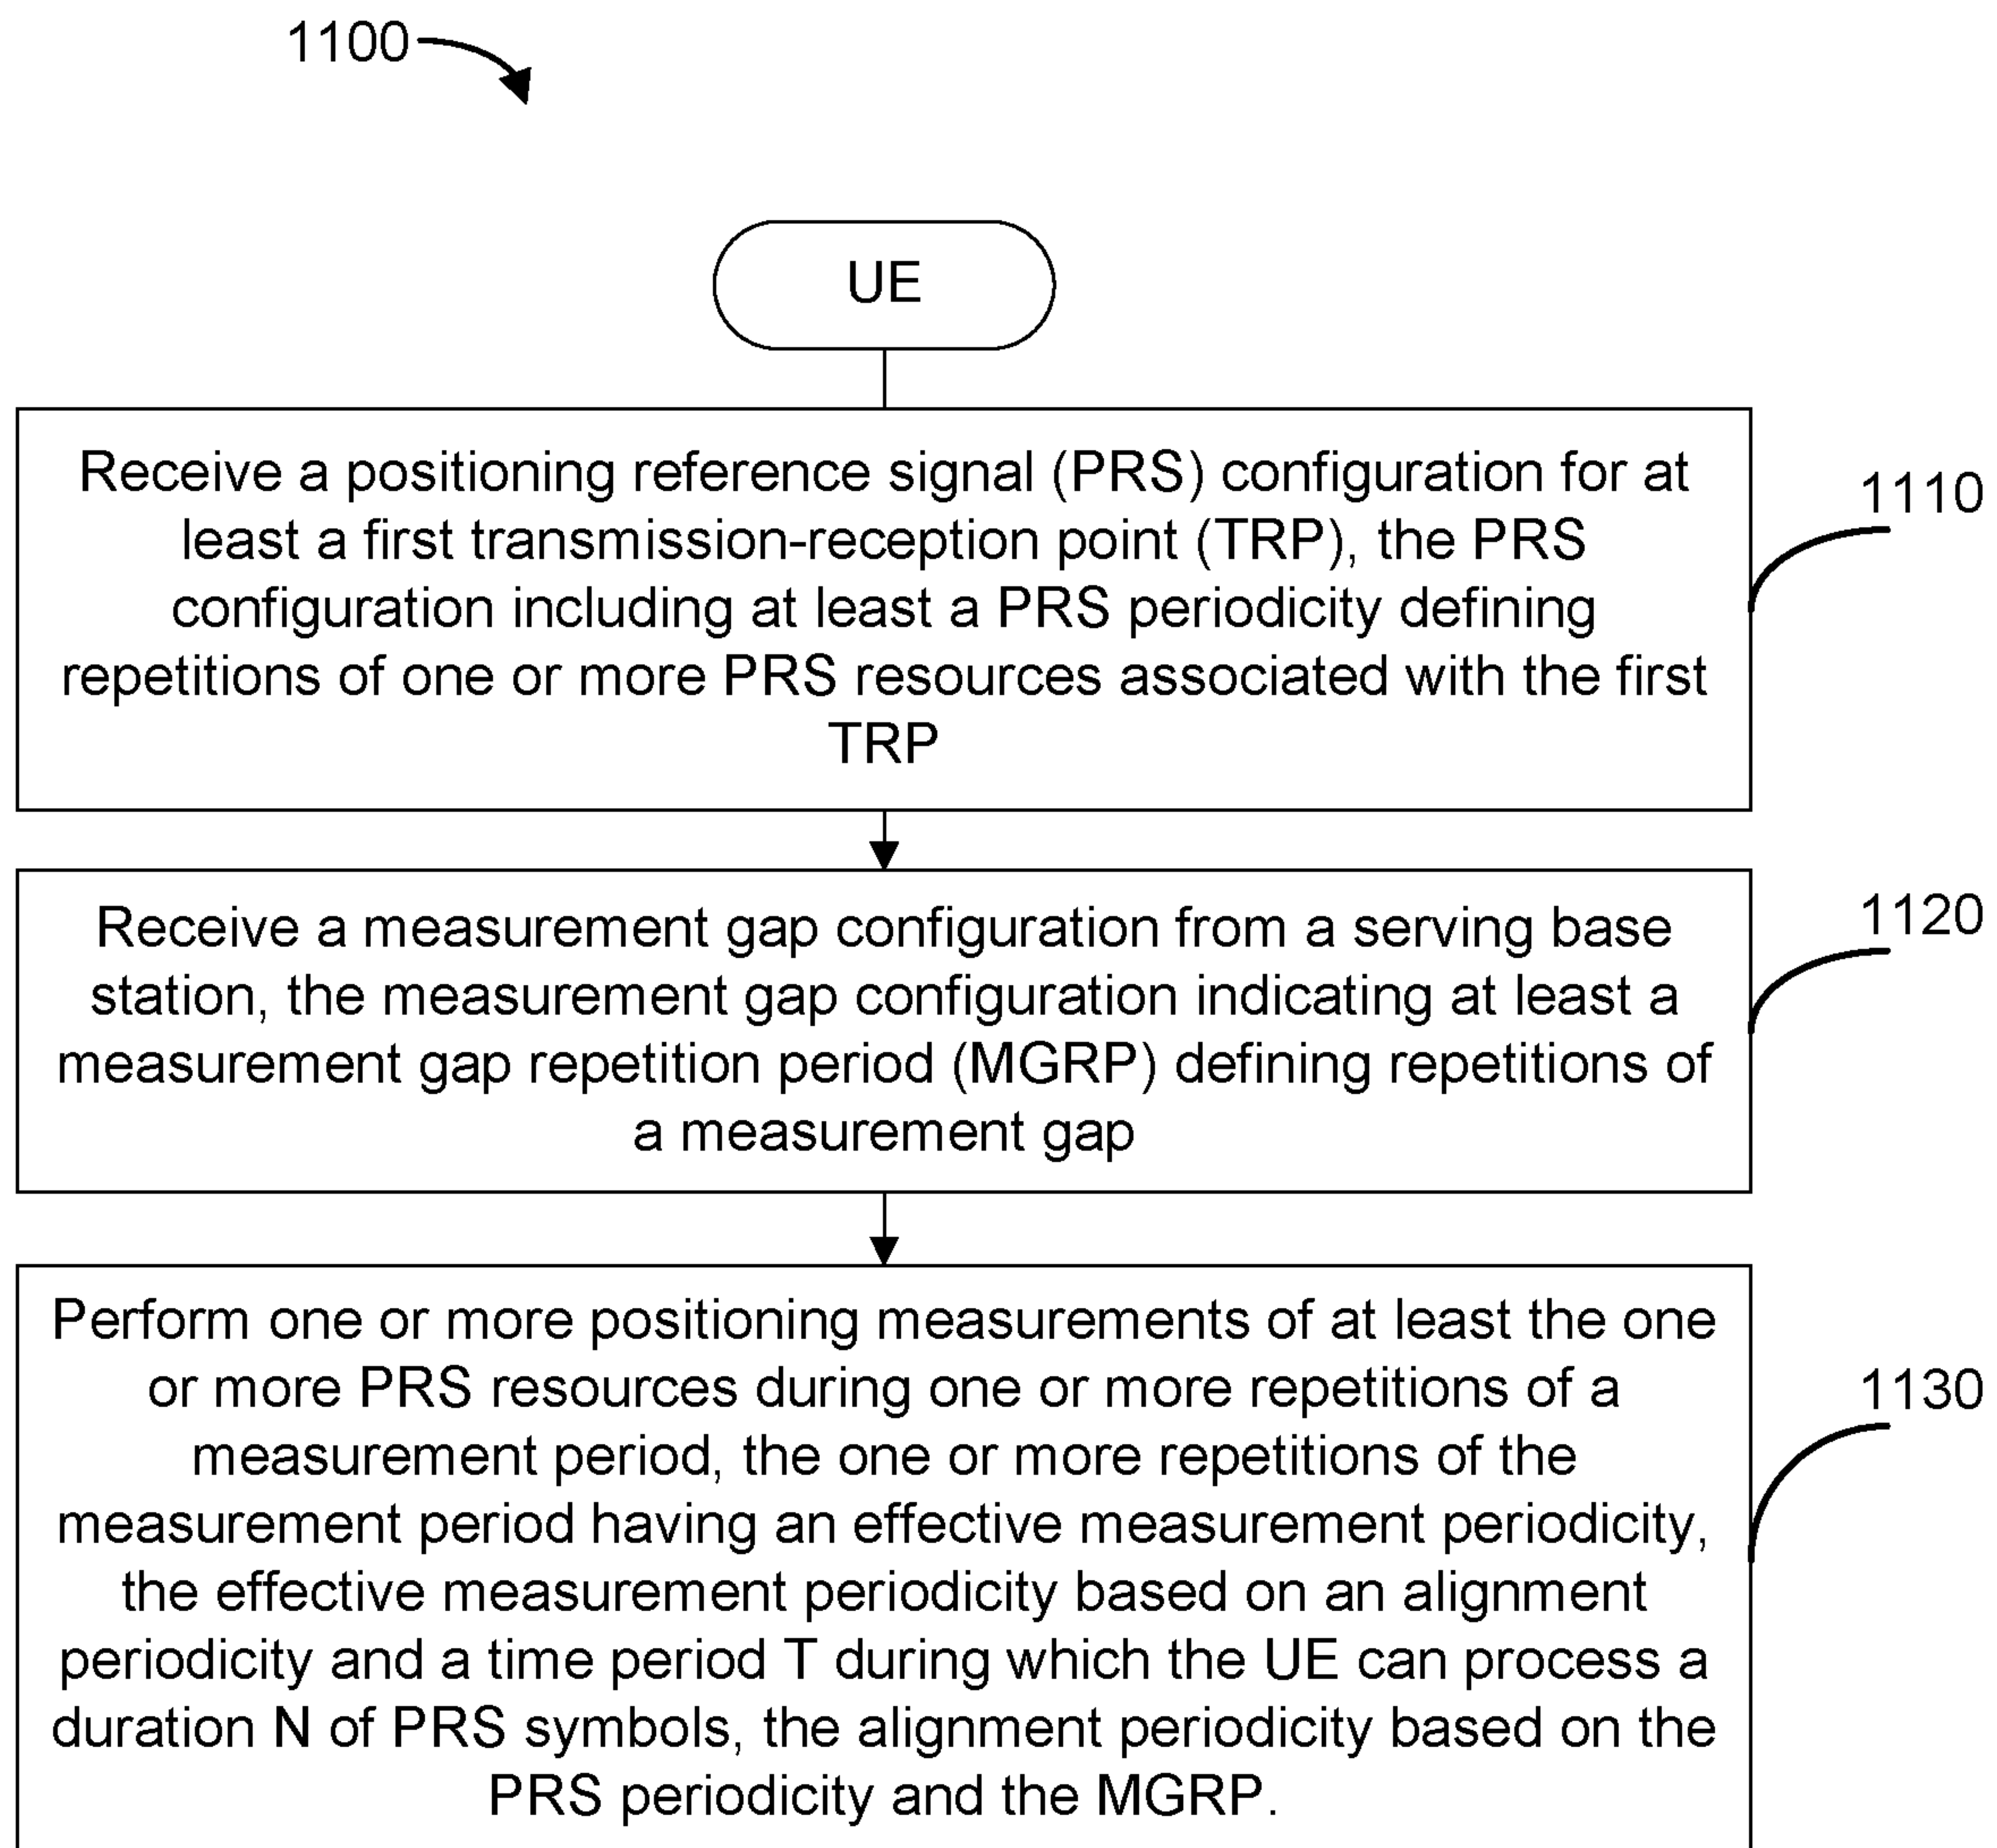 1100
UE
Receive a positioning reference signal (PRS) configuration for at
least a first transmission-reception point (TRP), the PRS
configuration including at least a PRS periodicity defining
repetitions of one or more PRS resources associated with the first
TRP
1110
Receive a measurement gap configuration from a serving base
station, the measurement gap configuration indicating at least a
measurement gap repetition period (MGRP) defining repetitions of
a measurement gap
1120
Perform one or more positioning measurements of at least the one
or more PRS resources during one or more repetitions of a
measurement period, the one or more repetitions of the
measurement period having an effective measurement periodicity,
the effective measurement periodicity based on an alignment
periodicity and a time period T during which the UE can process a
duration N of PRS symbols, the alignment periodicity based on the
PRS periodicity and the MGRP.
1130